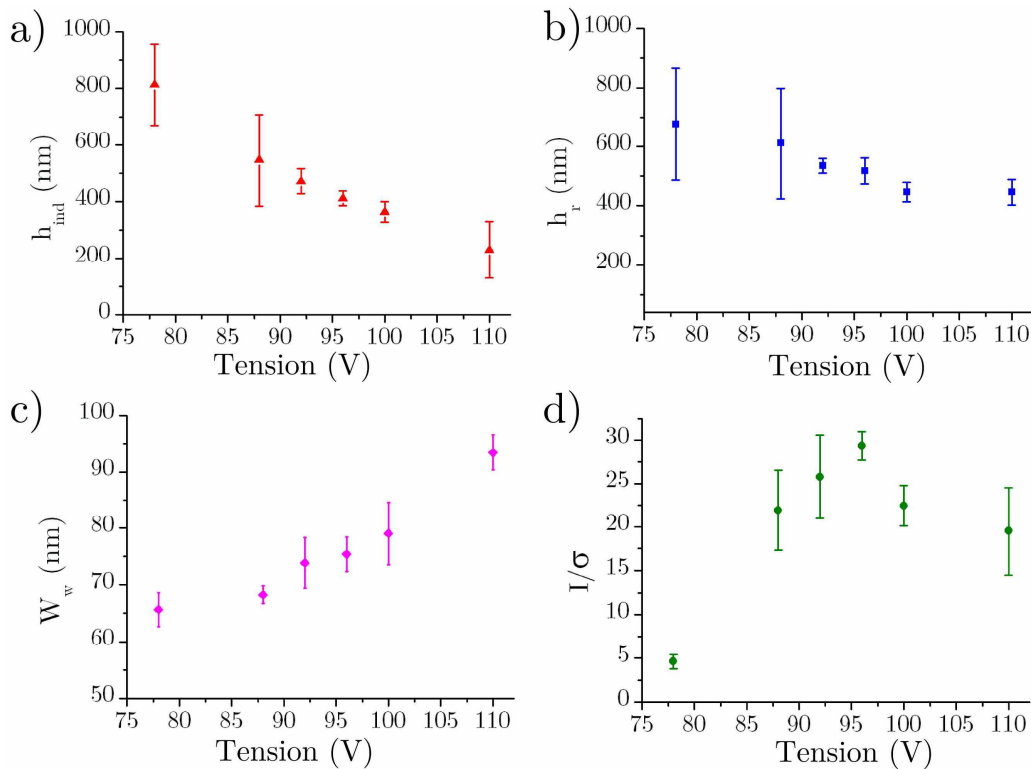 a)
1000
800
600
400
200
0
h_ind (nm)
75 80 85 90 95 100 105 110
Tension (V)
b)
1000
800
600
400
200
h_r (nm)
75 80 85 90 95 100 105 110
Tension (V)
c)
100
90
80
70
60
50
W_w (nm)
75 80 85 90 95 100 105 110
Tension (V)
d)
30
25
20
15
10
5
0
I/σ
75 80 85 90 95 100 105 110
Tension (V)